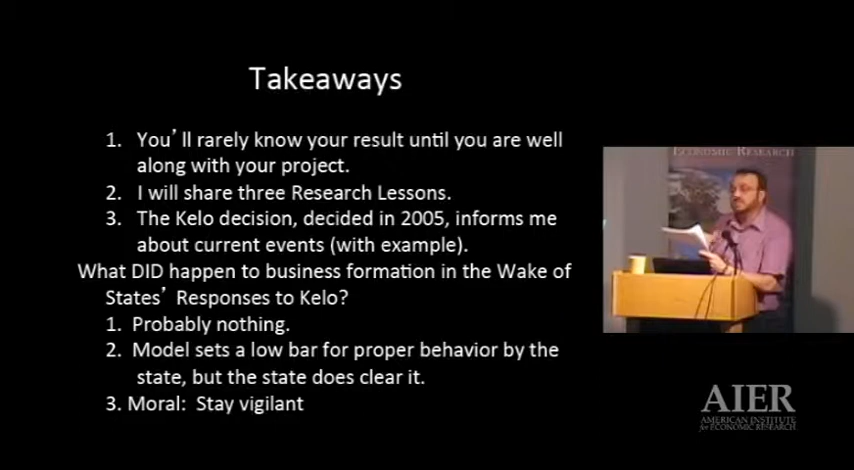 Takeaways
1. You'll rarely know your result until you are well
along with your project.
2. I will share three Research Lessons.
3. The Kelo decision, decided in 2005, informs me
about current events (with example).
What DID happen to business formation in the Wake of
States' Responses to Kelo?
1. Probably nothing.
2. Model sets a low bar for proper behavior by the
state, but the state does clear it.
3. Moral: Stay vigilant
ECONOMIC RESEARCH
AIER
AMERICAN INSTITUTE
for ECONOMIC RESEARCH